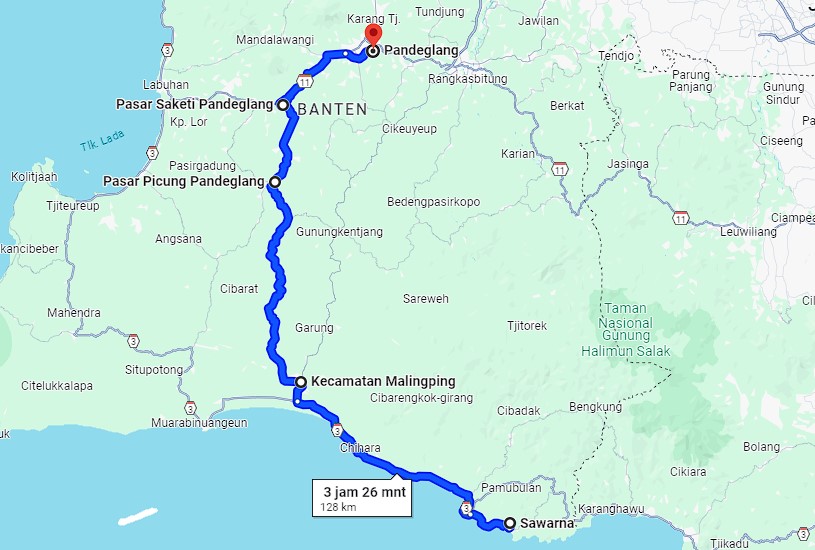 Karang Tj.
Tundjung
Jawilan
Mandalawangi
Pandeglang
Tendjo
Rangkasbitung
Parung
Panjang
Gunung
Sindur
Labuhan
11
3
Pasar Saketi Pandeglang
BANTEN
Berkat
Kp. Lor
Cikeuyeup
Tlk. Lada
3
Karian
Ciseeng
Pasirgadung
11
Jasinga
Kolitjaah
Pasar Picung Pandeglang
Tjiteureup
Bedengpasirkopo
11
Ciampea
Leuwiliang
Gunungkentjang
Angsana
kancibeber
Cibarat
Sareweh
Mahendra
Taman
Nasional
Gunung
Halimun Salak
Garung
Tjitorek
3
Situpotong
Citelukkalapa
Kecamatan Malingping
Cibarengkok-girang
3
Cibadak
Bengkung
Muarabinuangeun
uk
3
Chihara
Bolang
Cikiara
3 jam 26 mnt
128 km
Pamubulan
3
Sawarna
Karanghawu
Tjikadu
3